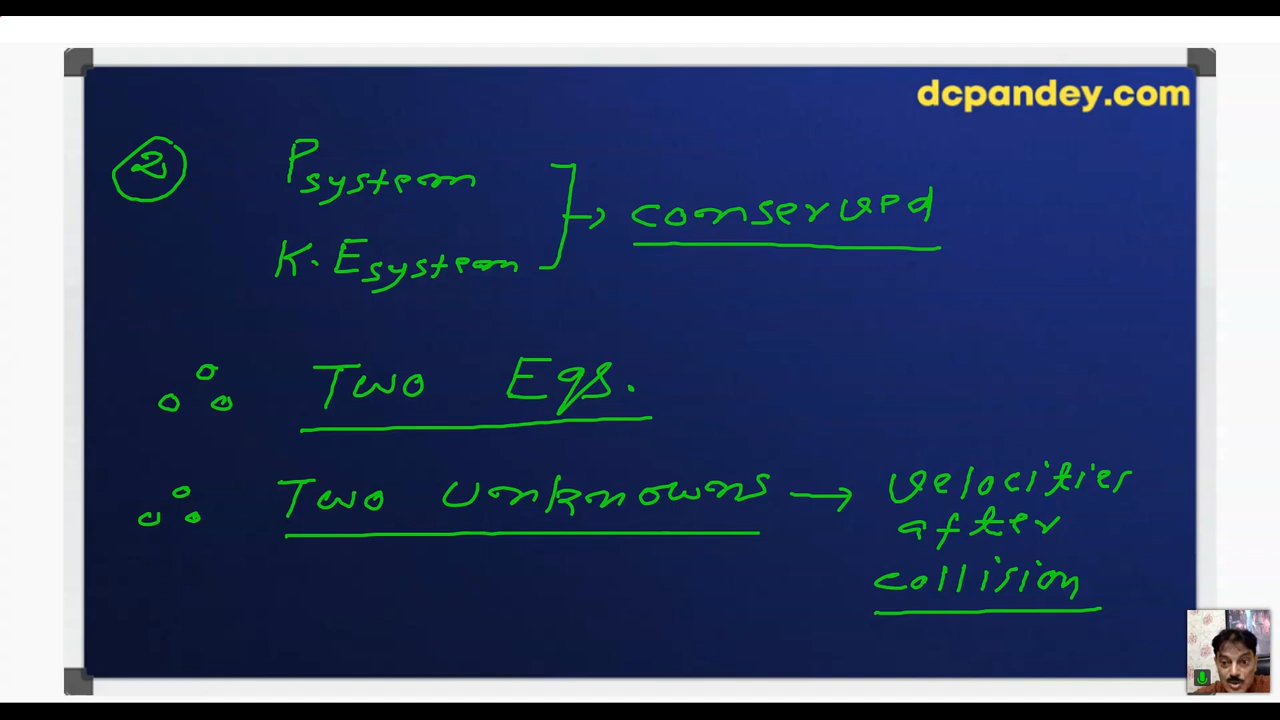 dcpandey.com
2 Psystem
K.Esystem
→ conserved
∴ Two Eqs.
∴ Two unknowns → velocities
after
collision